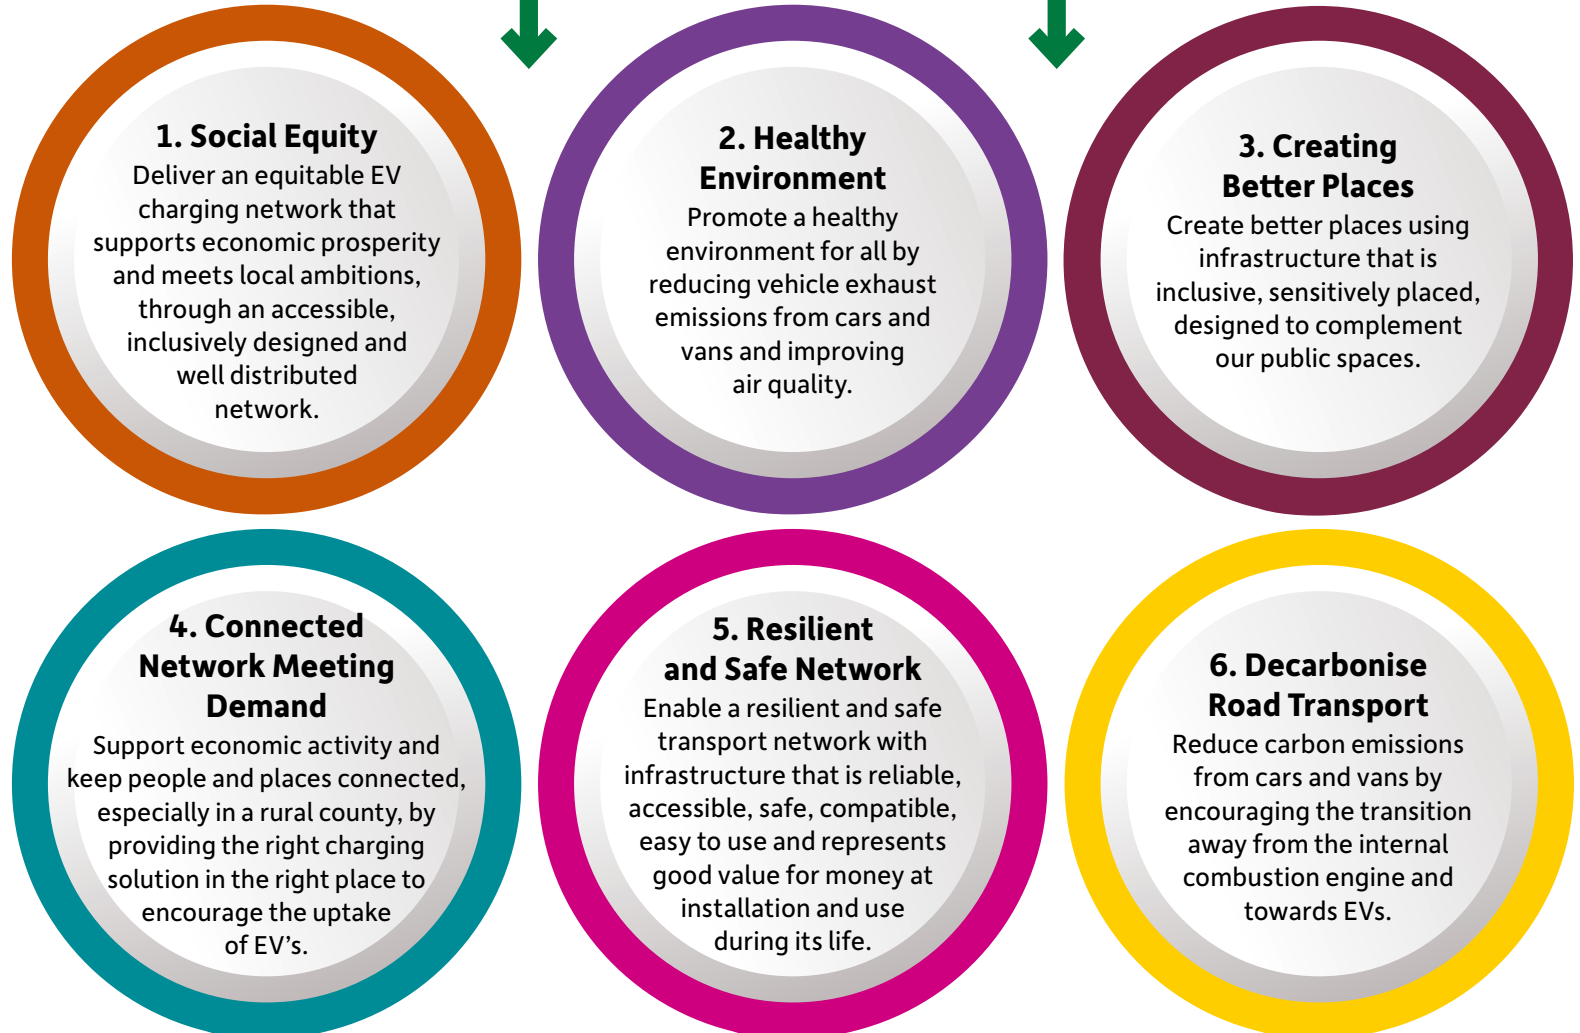 1. Social Equity
Deliver an equitable EV
charging network that
supports economic prosperity
and meets local ambitions,
through an accessible,
inclusively designed and
well distributed
network.
2. Healthy
Environment
Promote a healthy
environment for all by
reducing vehicle exhaust
emissions from cars and
vans and improving
air quality.
3. Creating
Better Places
Create better places using
infrastructure that is
inclusive, sensitively placed,
designed to complement
our public spaces.
4. Connected
Network Meeting
Demand
Support economic activity and
keep people and places connected,
especially in a rural county, by
providing the right charging
solution in the right place to
encourage the uptake
of EV’s.
5. Resilient
and Safe Network
Enable a resilient and safe
transport network with
infrastructure that is reliable,
accessible, safe, compatible,
easy to use and represents
good value for money at
installation and use
during its life.
6. Decarbonise
Road Transport
Reduce carbon emissions
from cars and vans by
encouraging the transition
away from the internal
combustion engine and
towards EVs.